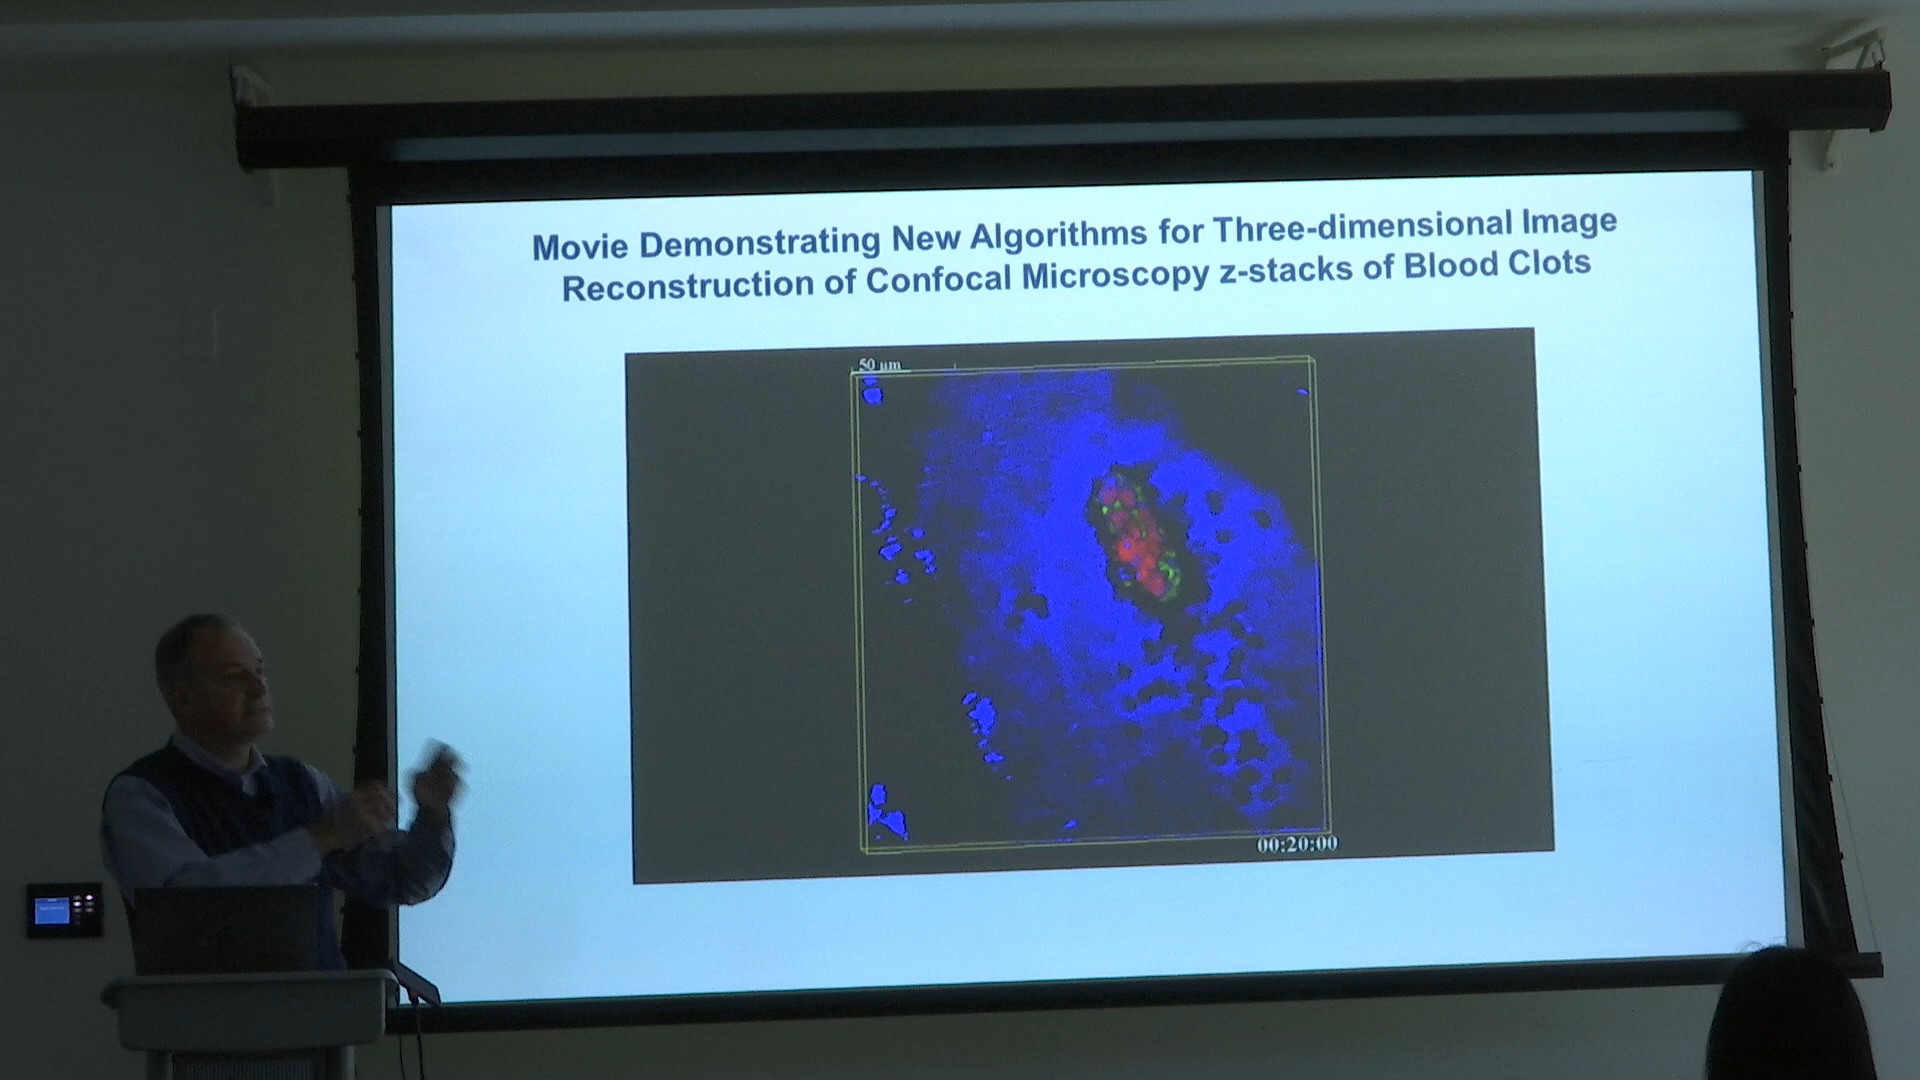 Movie Demonstrating New Algorithms for Three-dimensional Image
Reconstruction of Confocal Microscopy z-stacks of Blood Clots
50 µm
00:20:00